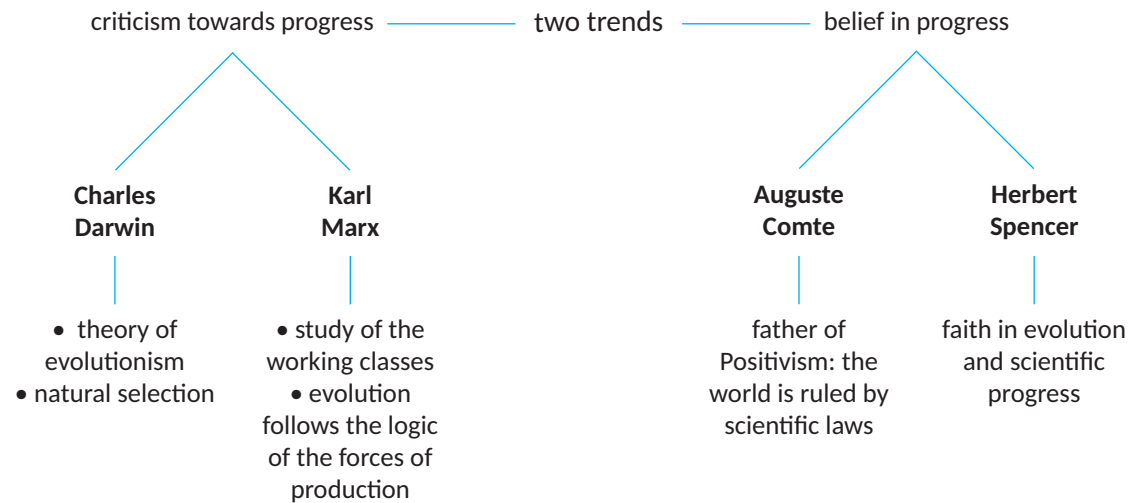 criticism towards progress
two trends
belief in progress
Charles
Darwin
Karl
Marx
Auguste
Comte
Herbert
Spencer
• theory of
evolutionism
• natural selection
• study of the
working classes
• evolution
follows the logic
of the forces of
production
father of
Positivism: the
world is ruled by
scientific laws
faith in evolution
and scientific
progress